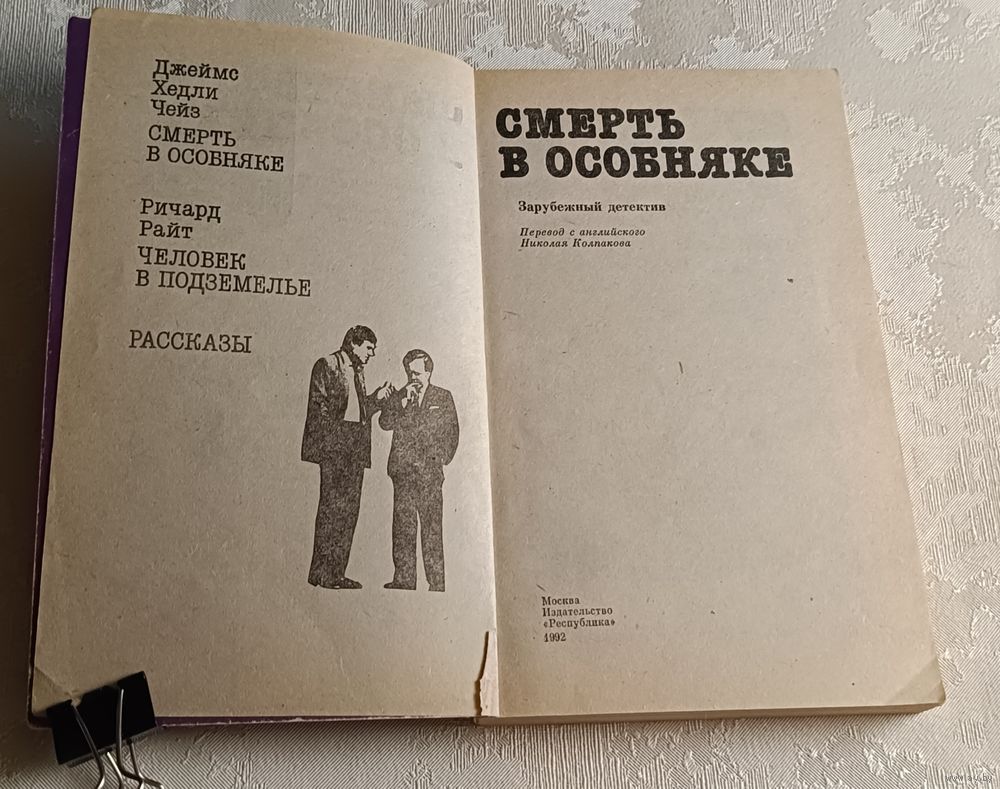 Джеймс
Хедли
Чейз
СМЕРТЬ
В ОСОБНЯКЕ
Ричард
Райт
ЧЕЛОВЕК
В ПОДЗЕМЕЛЬЕ
РАССКАЗЫ
СМЕРТЬ
В ОСОБНЯКЕ
Зарубежный детектив
Перевод с английского
Николая Колпакова
Москва
Издательство
«Республика»
1992